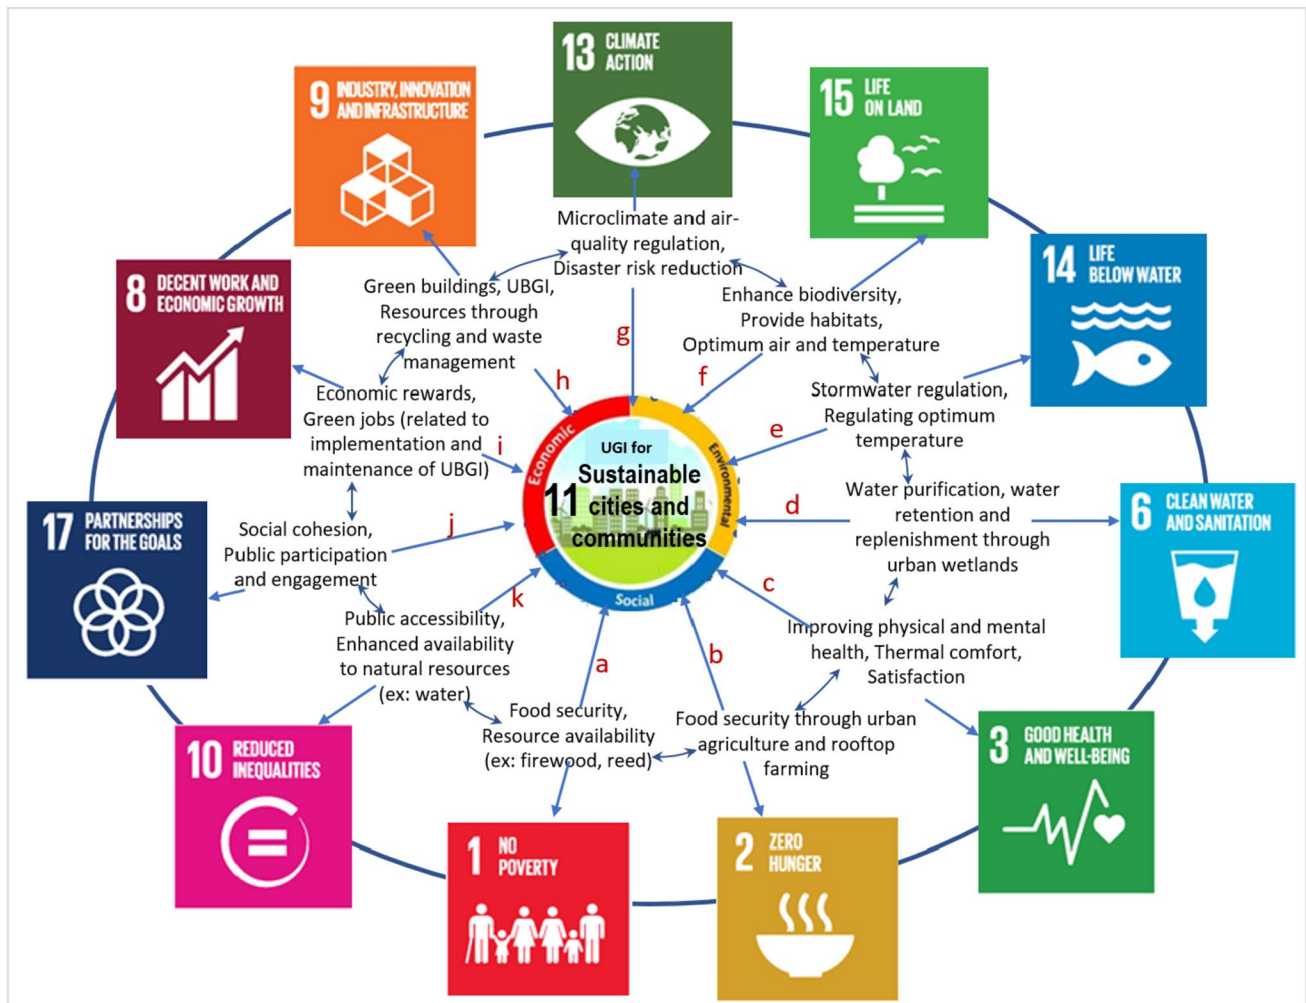 13 CLIMATE
ACTION
15 LIFE
ON LAND
9 INDUSTRY, INNOVATION
AND INFRASTRUCTURE
14 LIFE
BELOW WATER
8 DECENT WORK AND
ECONOMIC GROWTH
6 CLEAN WATER
AND SANITATION
17 PARTNERSHIPS
FOR THE GOALS
3 GOOD HEALTH
AND WELL-BEING
10 REDUCED
INEQUALITIES
2 ZERO
HUNGER
1 NO
POVERTY
Microclimate and air-
quality regulation,
Disaster risk reduction
Enhance biodiversity,
Provide habitats,
Optimum air and temperature
Stormwater regulation,
Regulating optimum
temperature
Water purification, water
retention and
replenishment through
urban wetlands
Improving physical and mental
health, Thermal comfort,
Satisfaction
Food security through urban
agriculture and rooftop
farming
Food security,
Resource availability
(ex: firewood, reed)
Public accessibility,
Enhanced availability
to natural resources
(ex: water)
Social cohesion,
Public participation
and engagement
Economic rewards,
Green jobs (related to
implementation and
maintenance of UBGI)
Green buildings, UBGI,
Resources through
recycling and waste
management
g
f
e
d
c
b
a
k
j
i
h
Economic
Environmental
Social
UGI for
Sustainable
11 cities and
communities